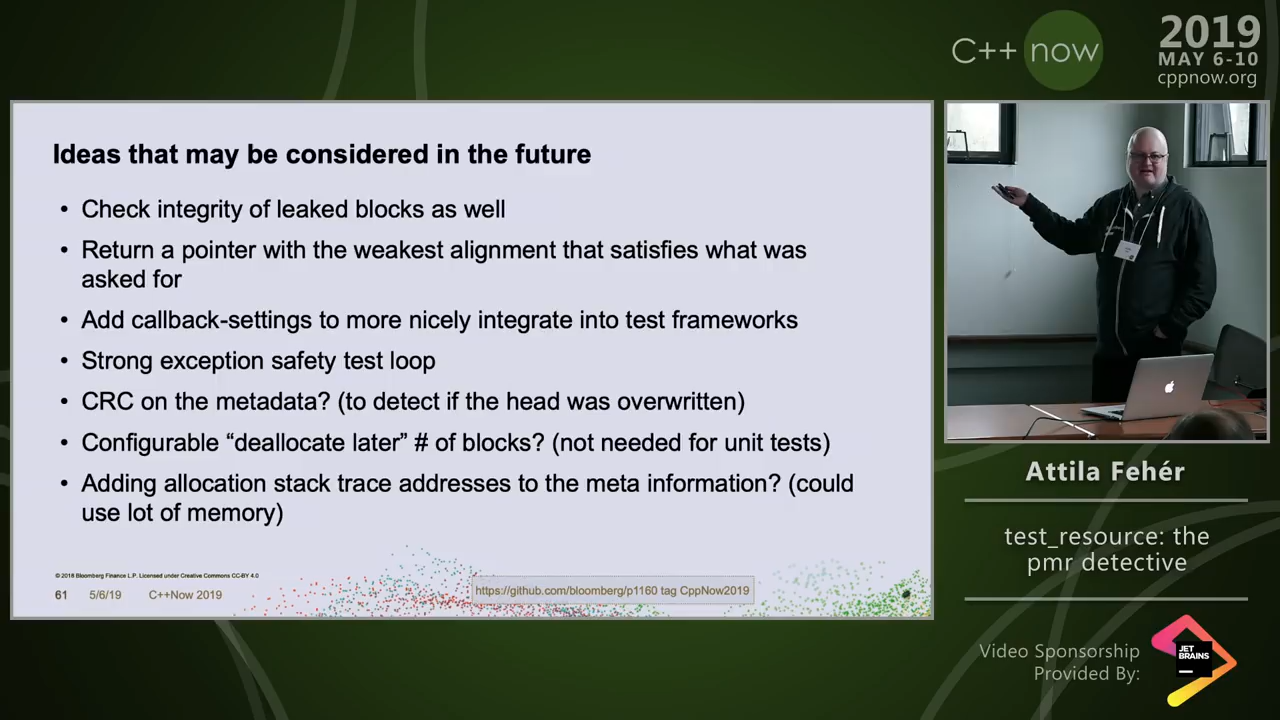 C++ now
2019
MAY 6-10
cppnow.org
Ideas that may be considered in the future
• Check integrity of leaked blocks as well
• Return a pointer with the weakest alignment that satisfies what was
asked for
• Add callback-settings to more nicely integrate into test frameworks
• Strong exception safety test loop
• CRC on the metadata? (to detect if the head was overwritten)
• Configurable “deallocate later” # of blocks? (not needed for unit tests)
• Adding allocation stack trace addresses to the meta information? (could
use lot of memory)
© 2018 Bloomberg Finance L.P. Licensed under Creative Commons CC-BY 4.0
61 5/6/19 C++Now 2019
https://github.com/bloomberg/p1160 tag CppNow2019
Attila Fehér
test_resource: the
pmr detective
Video Sponsorship
Provided By:
JET
BRAINS